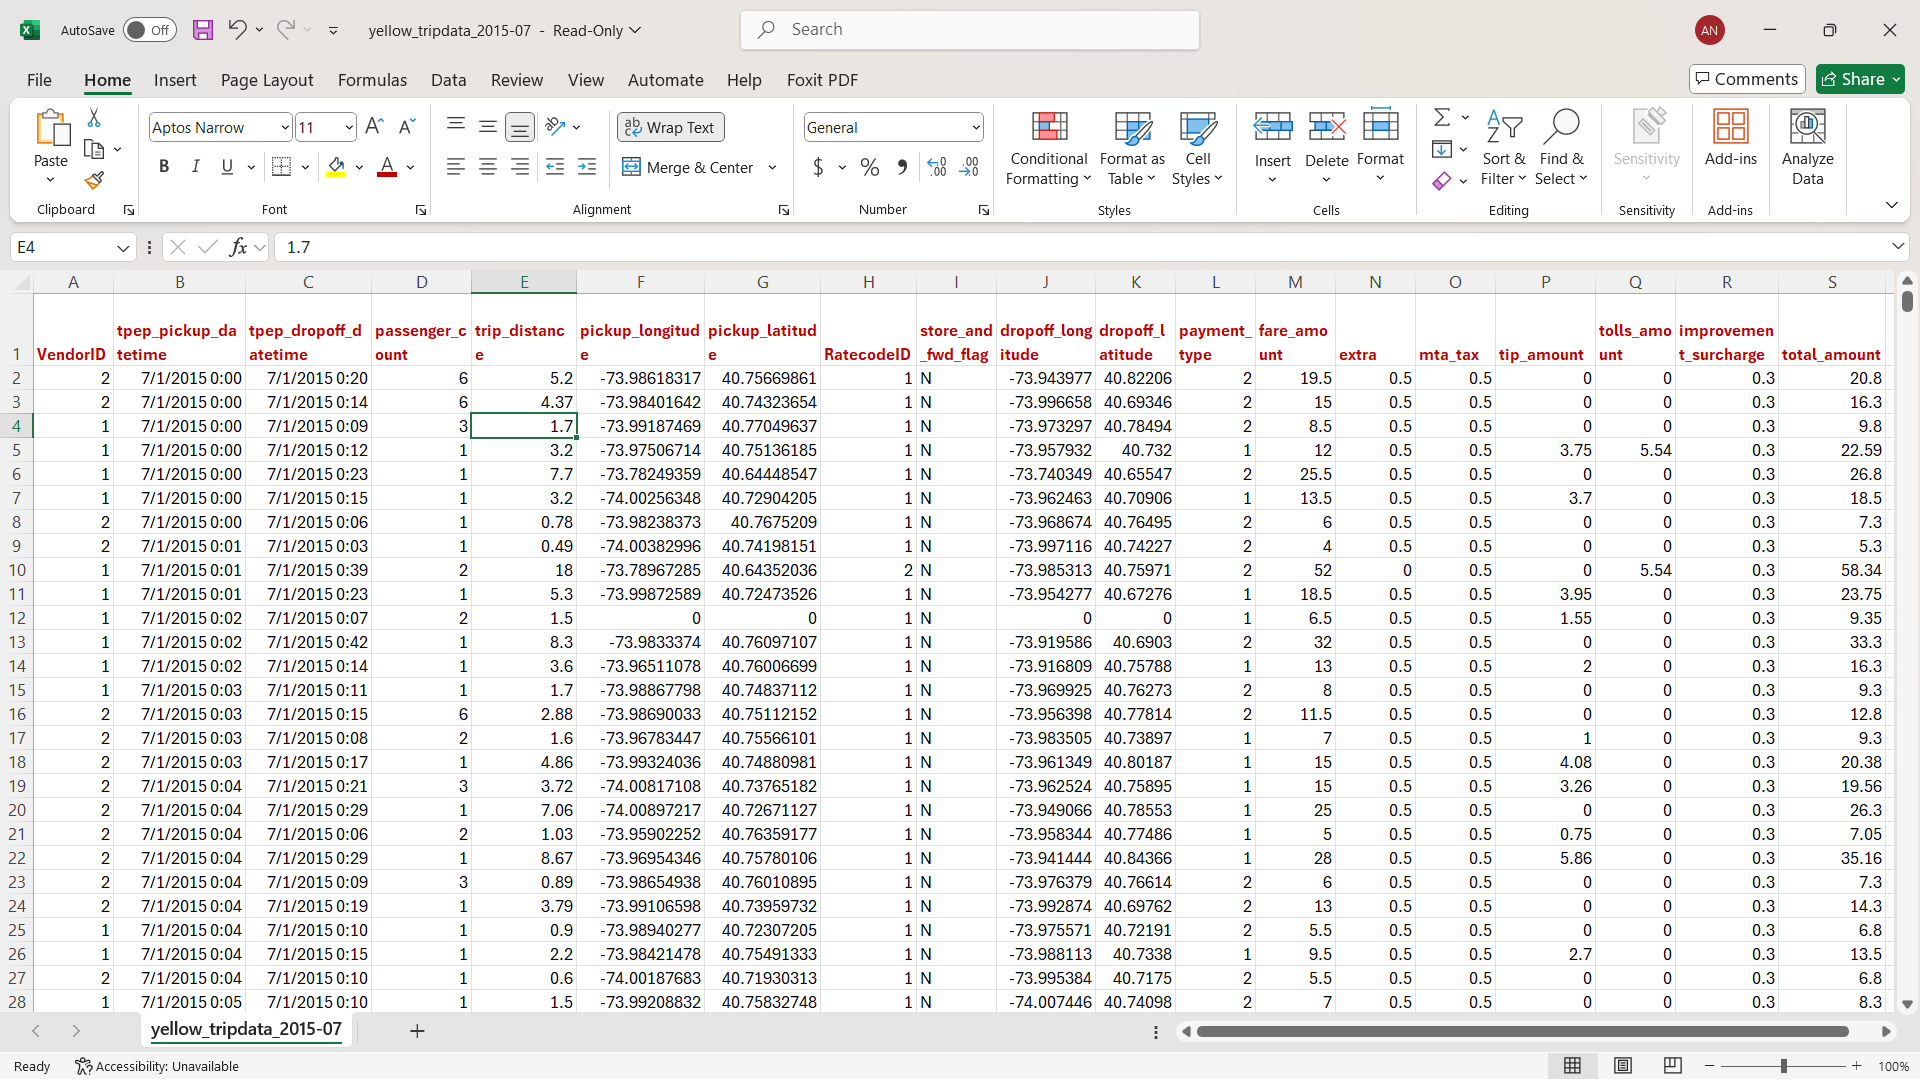 AutoSave Off yellow_tripdata_2015-07 - Read-Only Search AN
File Home Insert Page Layout Formulas Data Review View Automate Help Foxit PDF Comments Share
Paste Aptos Narrow 11 A A ab Wrap Text General Conditional Formatting Format as Table Cell Styles Insert Delete Format Sort & Filter Find & Select Sensitivity Add-ins Analyze Data
B I U A Merge & Center $ %
Clipboard Font Alignment Number Styles Cells Editing Sensitivity Add-ins
E4 fx 1.7
A B C D E F G H I J K L M N O P Q R S
1 VendorID tpep_pickup_datetime tpep_dropoff_datetime passenger_count trip_distance pickup_longitude pickup_latitude RatecodeID store_and_fwd_flag dropoff_longitude dropoff_latitude payment_type fare_amount extra mta_tax tip_amount tolls_amount improvement_surcharge total_amount
2 2 7/1/2015 0:00 7/1/2015 0:20 6 5.2 -73.98618317 40.75669861 1 N -73.943977 40.82206 2 19.5 0.5 0.5 0 0 0.3 20.8
3 2 7/1/2015 0:00 7/1/2015 0:14 6 4.37 -73.98401642 40.74323654 1 N -73.996658 40.69346 2 15 0.5 0.5 0 0 0.3 16.3
4 1 7/1/2015 0:00 7/1/2015 0:09 3 1.7 -73.99187469 40.77049637 1 N -73.973297 40.78494 2 8.5 0.5 0.5 0 0 0.3 9.8
5 1 7/1/2015 0:00 7/1/2015 0:12 1 3.2 -73.97506714 40.75136185 1 N -73.957932 40.732 1 12 0.5 0.5 3.75 5.54 0.3 22.59
6 1 7/1/2015 0:00 7/1/2015 0:23 1 7.7 -73.78249359 40.64448547 1 N -73.740349 40.65547 2 25.5 0.5 0.5 0 0 0.3 26.8
7 1 7/1/2015 0:00 7/1/2015 0:15 1 3.2 -74.00256348 40.72904205 1 N -73.962463 40.70906 1 13.5 0.5 0.5 3.7 0 0.3 18.5
8 2 7/1/2015 0:00 7/1/2015 0:06 1 0.78 -73.98238373 40.7675209 1 N -73.968674 40.76495 2 6 0.5 0.5 0 0 0.3 7.3
9 2 7/1/2015 0:01 7/1/2015 0:03 1 0.49 -74.00382996 40.74198151 1 N -73.997116 40.74227 2 4 0.5 0.5 0 0 0.3 5.3
10 1 7/1/2015 0:01 7/1/2015 0:39 2 18 -73.78967285 40.64352036 2 N -73.985313 40.75971 2 52 0 0.5 0 5.54 0.3 58.34
11 1 7/1/2015 0:01 7/1/2015 0:23 1 5.3 -73.99872589 40.72473526 1 N -73.954277 40.67276 1 18.5 0.5 0.5 3.95 0 0.3 23.75
12 1 7/1/2015 0:02 7/1/2015 0:07 2 1.5 0 0 1 N 0 0 1 6.5 0.5 0.5 1.55 0 0.3 9.35
13 1 7/1/2015 0:02 7/1/2015 0:42 1 8.3 -73.9833374 40.76097107 1 N -73.919586 40.6903 2 32 0.5 0.5 0 0 0.3 33.3
14 1 7/1/2015 0:02 7/1/2015 0:14 1 3.6 -73.96511078 40.76006699 1 N -73.916809 40.75788 1 13 0.5 0.5 2 0 0.3 16.3
15 1 7/1/2015 0:03 7/1/2015 0:11 1 1.7 -73.98867798 40.74837112 1 N -73.969925 40.76273 2 8 0.5 0.5 0 0 0.3 9.3
16 2 7/1/2015 0:03 7/1/2015 0:15 6 2.88 -73.98690033 40.75112152 1 N -73.956398 40.77814 2 11.5 0.5 0.5 0 0 0.3 12.8
17 2 7/1/2015 0:03 7/1/2015 0:08 2 1.6 -73.96783447 40.75566101 1 N -73.983505 40.73897 1 7 0.5 0.5 1 0 0.3 9.3
18 2 7/1/2015 0:03 7/1/2015 0:17 1 4.86 -73.99324036 40.74880981 1 N -73.961349 40.80187 1 15 0.5 0.5 4.08 0 0.3 20.38
19 2 7/1/2015 0:04 7/1/2015 0:21 3 3.72 -74.00817108 40.73765182 1 N -73.962524 40.75895 1 15 0.5 0.5 3.26 0 0.3 19.56
20 2 7/1/2015 0:04 7/1/2015 0:29 1 7.06 -74.00897217 40.72671127 1 N -73.949066 40.78553 1 25 0.5 0.5 0 0 0.3 26.3
21 2 7/1/2015 0:04 7/1/2015 0:06 2 1.03 -73.95902252 40.76359177 1 N -73.958344 40.77486 1 5 0.5 0.5 0.75 0 0.3 7.05
22 2 7/1/2015 0:04 7/1/2015 0:29 1 8.67 -73.96954346 40.75780106 1 N -73.941444 40.84366 1 28 0.5 0.5 5.86 0 0.3 35.16
23 2 7/1/2015 0:04 7/1/2015 0:09 3 0.89 -73.98654938 40.76010895 1 N -73.976379 40.76614 2 6 0.5 0.5 0 0 0.3 7.3
24 2 7/1/2015 0:04 7/1/2015 0:19 1 3.79 -73.99106598 40.73959732 1 N -73.992874 40.69762 2 13 0.5 0.5 0 0 0.3 14.3
25 1 7/1/2015 0:04 7/1/2015 0:10 1 0.9 -73.98940277 40.72307205 1 N -73.975571 40.72191 2 5.5 0.5 0.5 0 0 0.3 6.8
26 1 7/1/2015 0:04 7/1/2015 0:15 1 2.2 -73.98421478 40.75491333 1 N -73.988113 40.7338 1 9.5 0.5 0.5 2.7 0 0.3 13.5
27 2 7/1/2015 0:04 7/1/2015 0:10 1 0.6 -74.00187683 40.71930313 1 N -73.995384 40.7175 2 5.5 0.5 0.5 0 0 0.3 6.8
28 1 7/1/2015 0:05 7/1/2015 0:10 1 1.5 -73.99208832 40.75832748 1 N -74.007446 40.74098 2 7 0.5 0.5 0 0 0.3 8.3
yellow_tripdata_2015-07
Ready Accessibility: Unavailable 100%